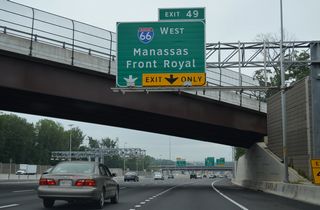 EXIT 49
66 West
Manassas
Front Royal
EXIT ONLY